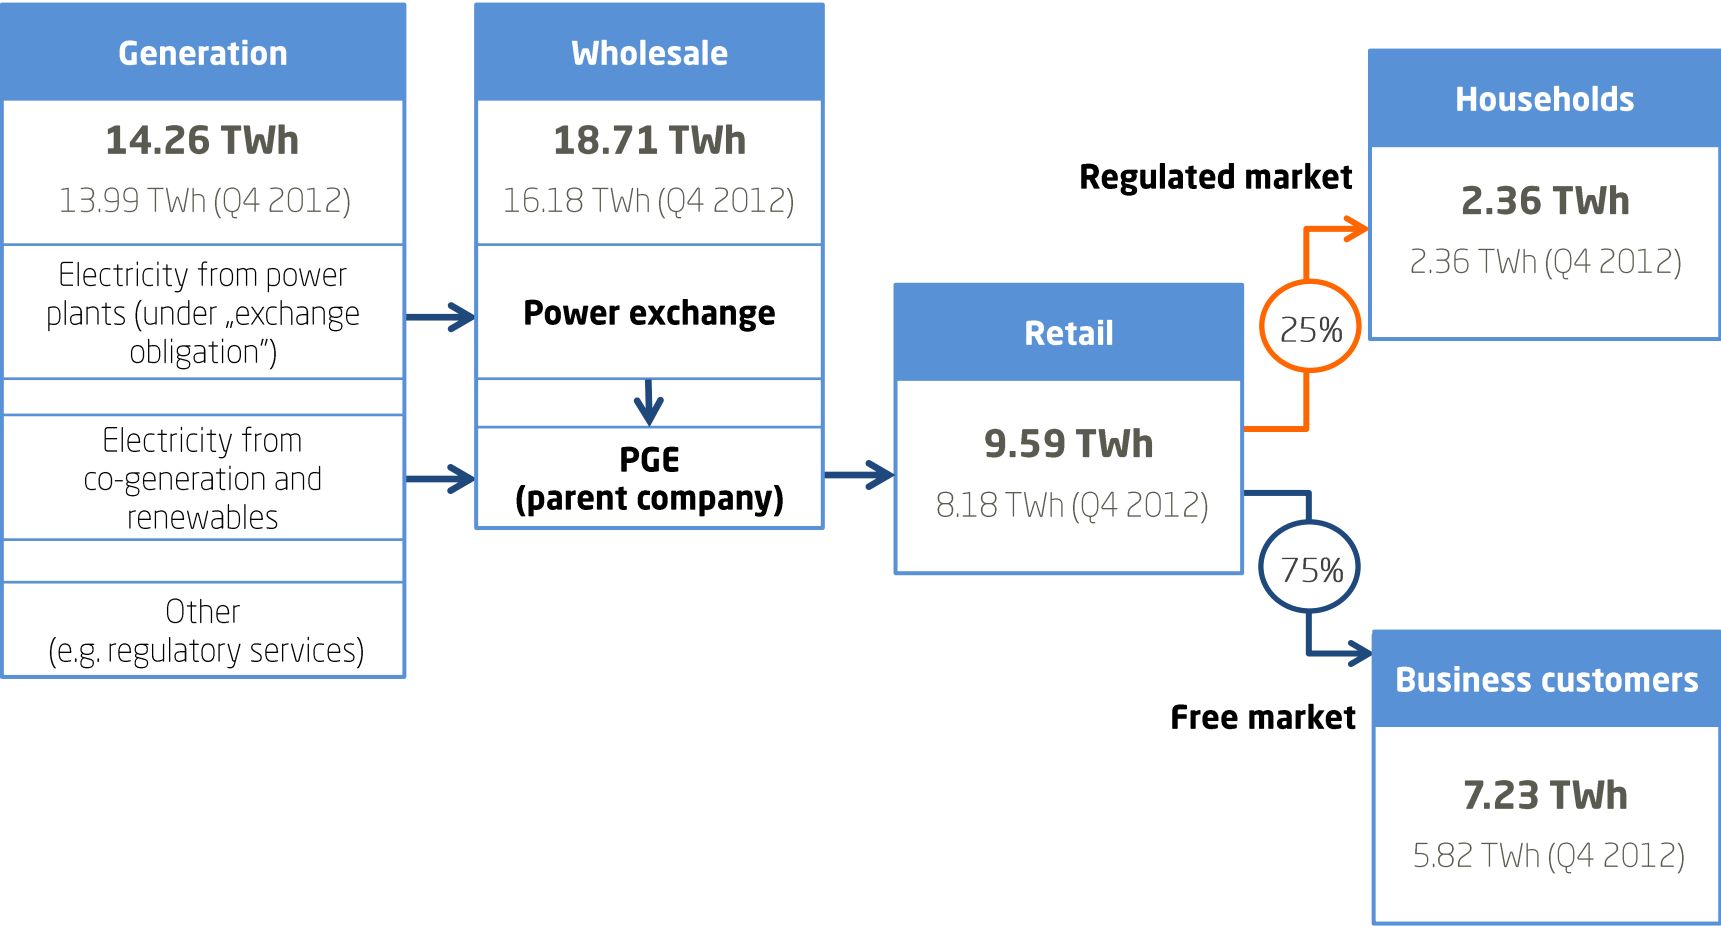 Generation
14.26 TWh
13.99 TWh (Q4 2012)
Electricity from power
plants (under „exchange
obligation”)
Electricity from
co-generation and
renewables
Other
(e.g. regulatory services)
Wholesale
18.71 TWh
16.18 TWh (Q4 2012)
Power exchange
PGE
(parent company)
Retail
9.59 TWh
8.18 TWh (Q4 2012)
Regulated market
25%
Households
2.36 TWh
2.36 TWh (Q4 2012)
75%
Free market
Business customers
7.23 TWh
5.82 TWh (Q4 2012)